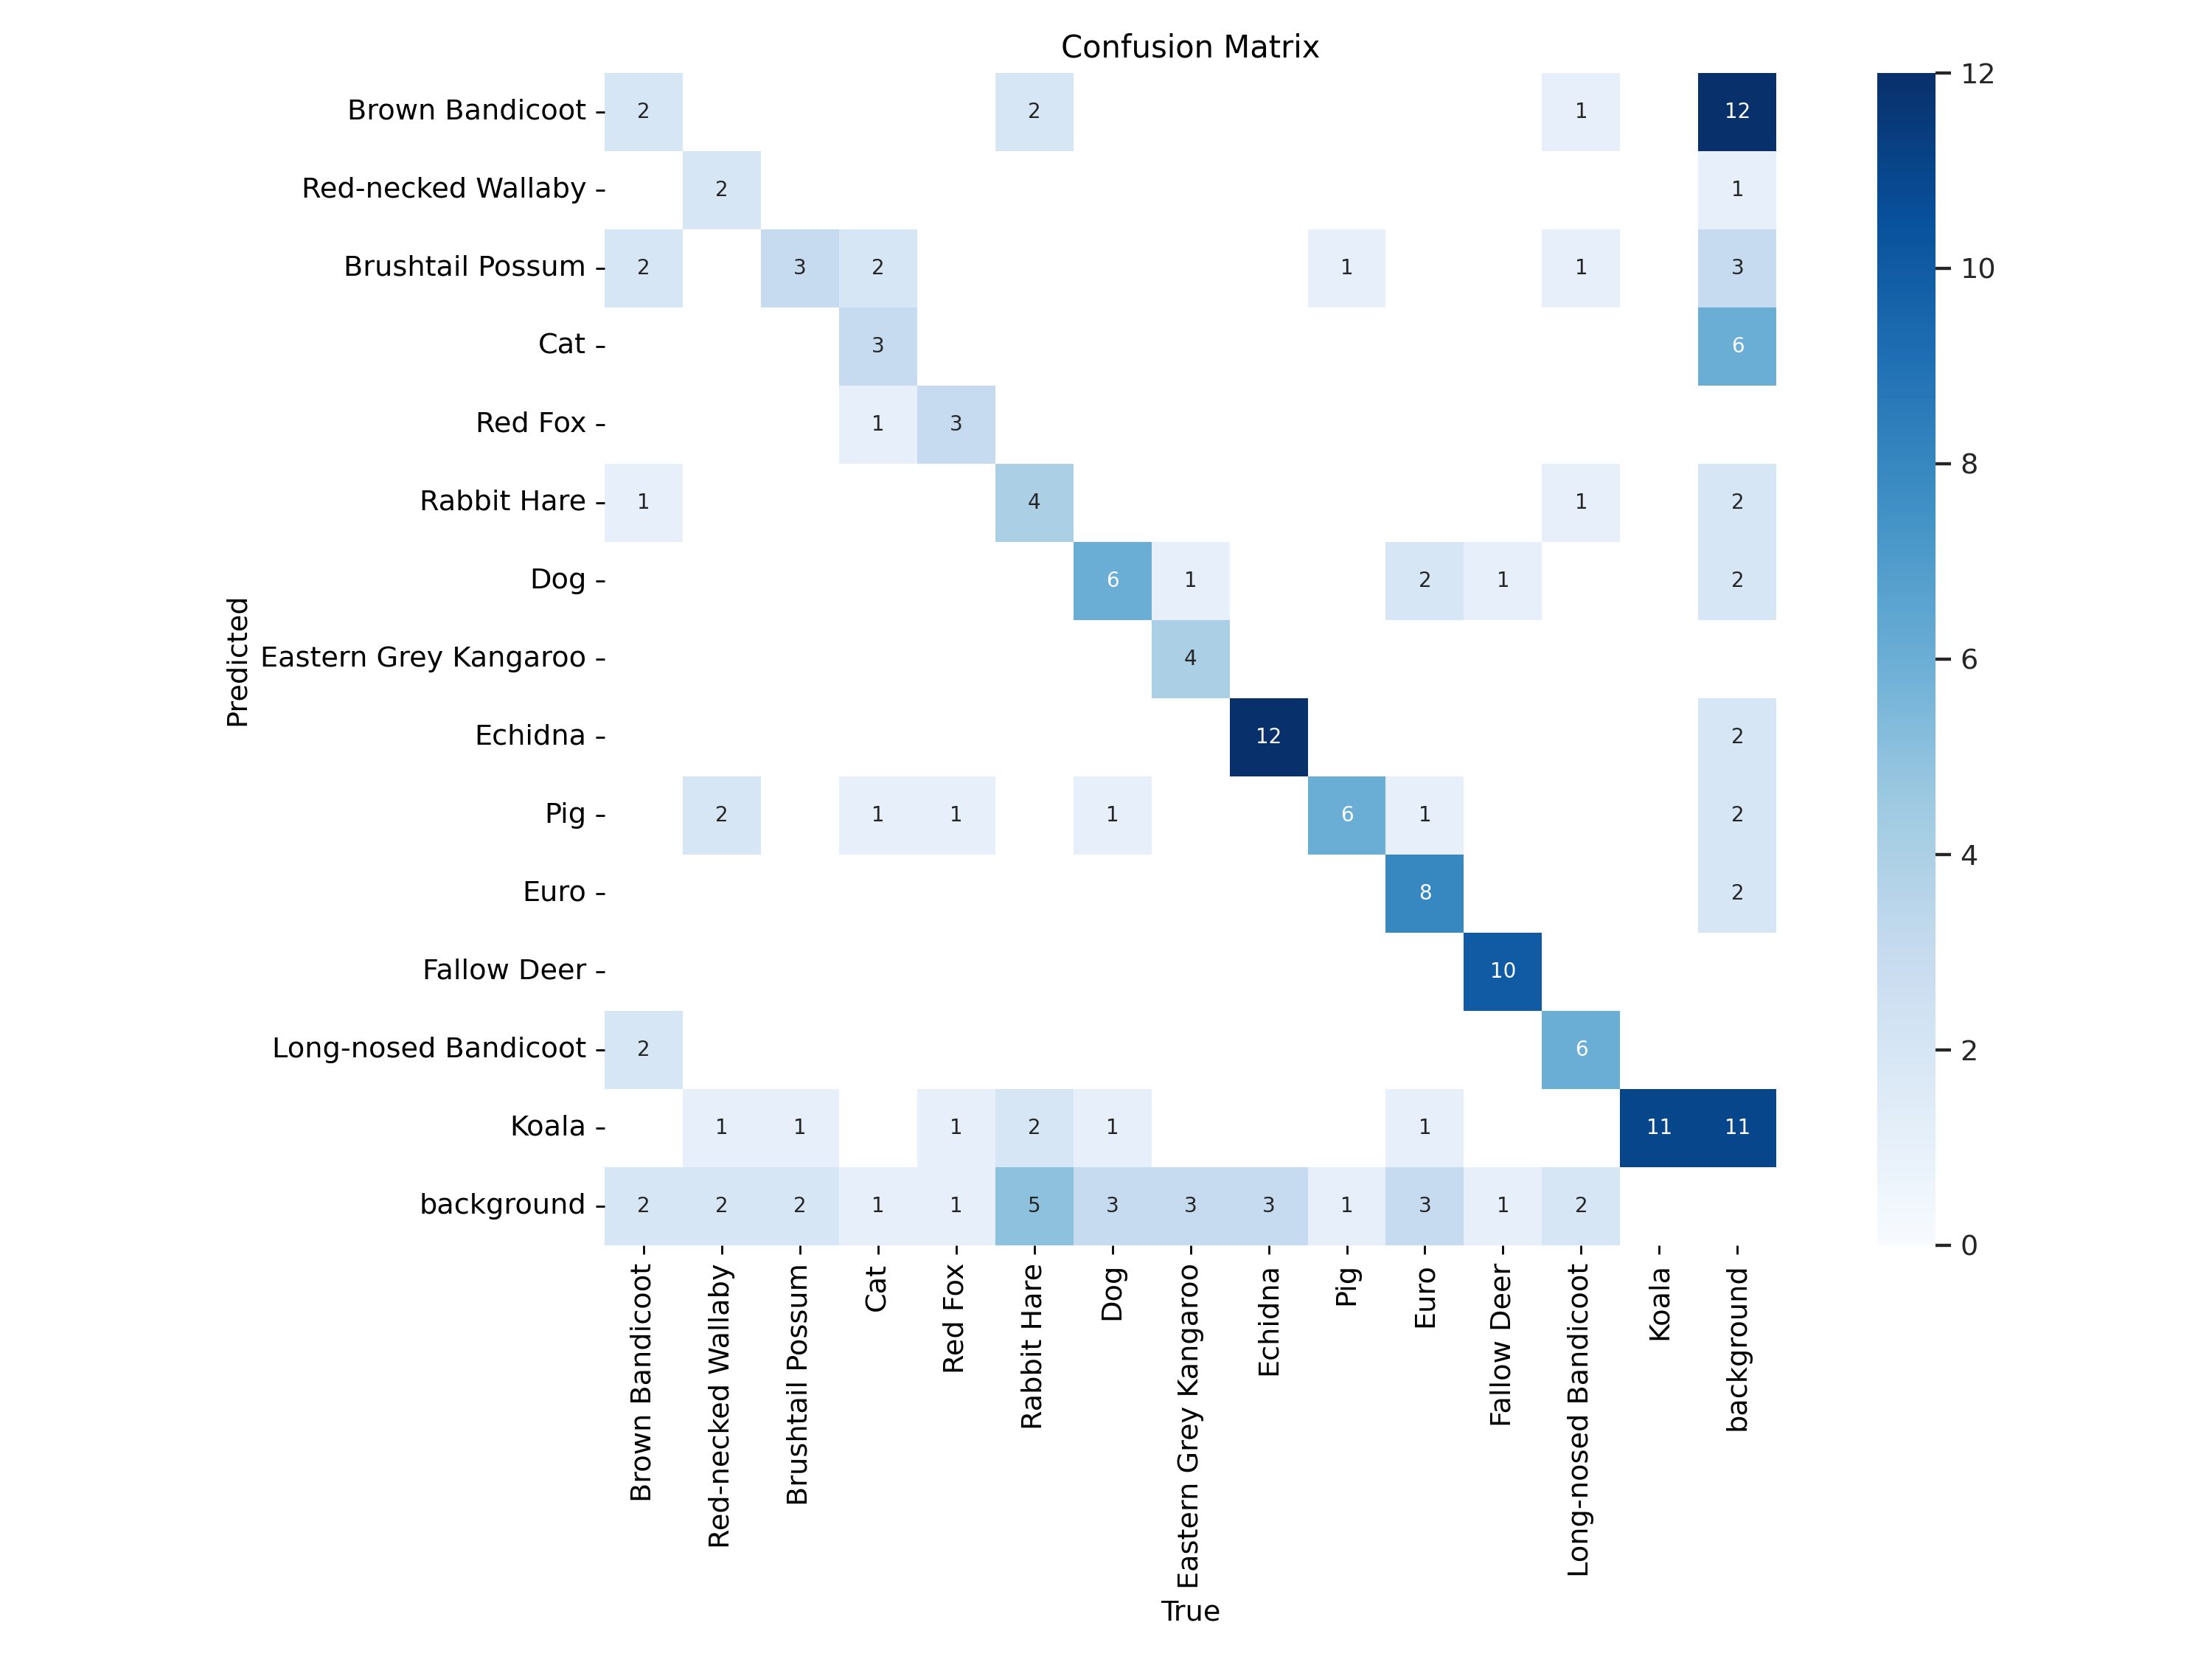 Confusion Matrix
Brown Bandicoot 2 2 1 12
Red-necked Wallaby 2 1
Brushtail Possum 2 3 2 1 1 3
Cat 3 6
Red Fox 1 3
Rabbit Hare 1 4 1 2
Dog 6 1 2 1 2
Eastern Grey Kangaroo 4
Echidna 12 2
Pig 2 1 1 1 6 1 2
Euro 8 2
Fallow Deer 10
Long-nosed Bandicoot 2 6
Koala 1 1 1 2 1 1 11 11
background 2 2 2 1 1 5 3 3 3 1 3 1 2
Predicted
Brown Bandicoot
Red-necked Wallaby
Brushtail Possum
Cat
Red Fox
Rabbit Hare
Dog
Eastern Grey Kangaroo
Echidna
Pig
Euro
Fallow Deer
Long-nosed Bandicoot
Koala
background
True
12
10
8
6
4
2
0